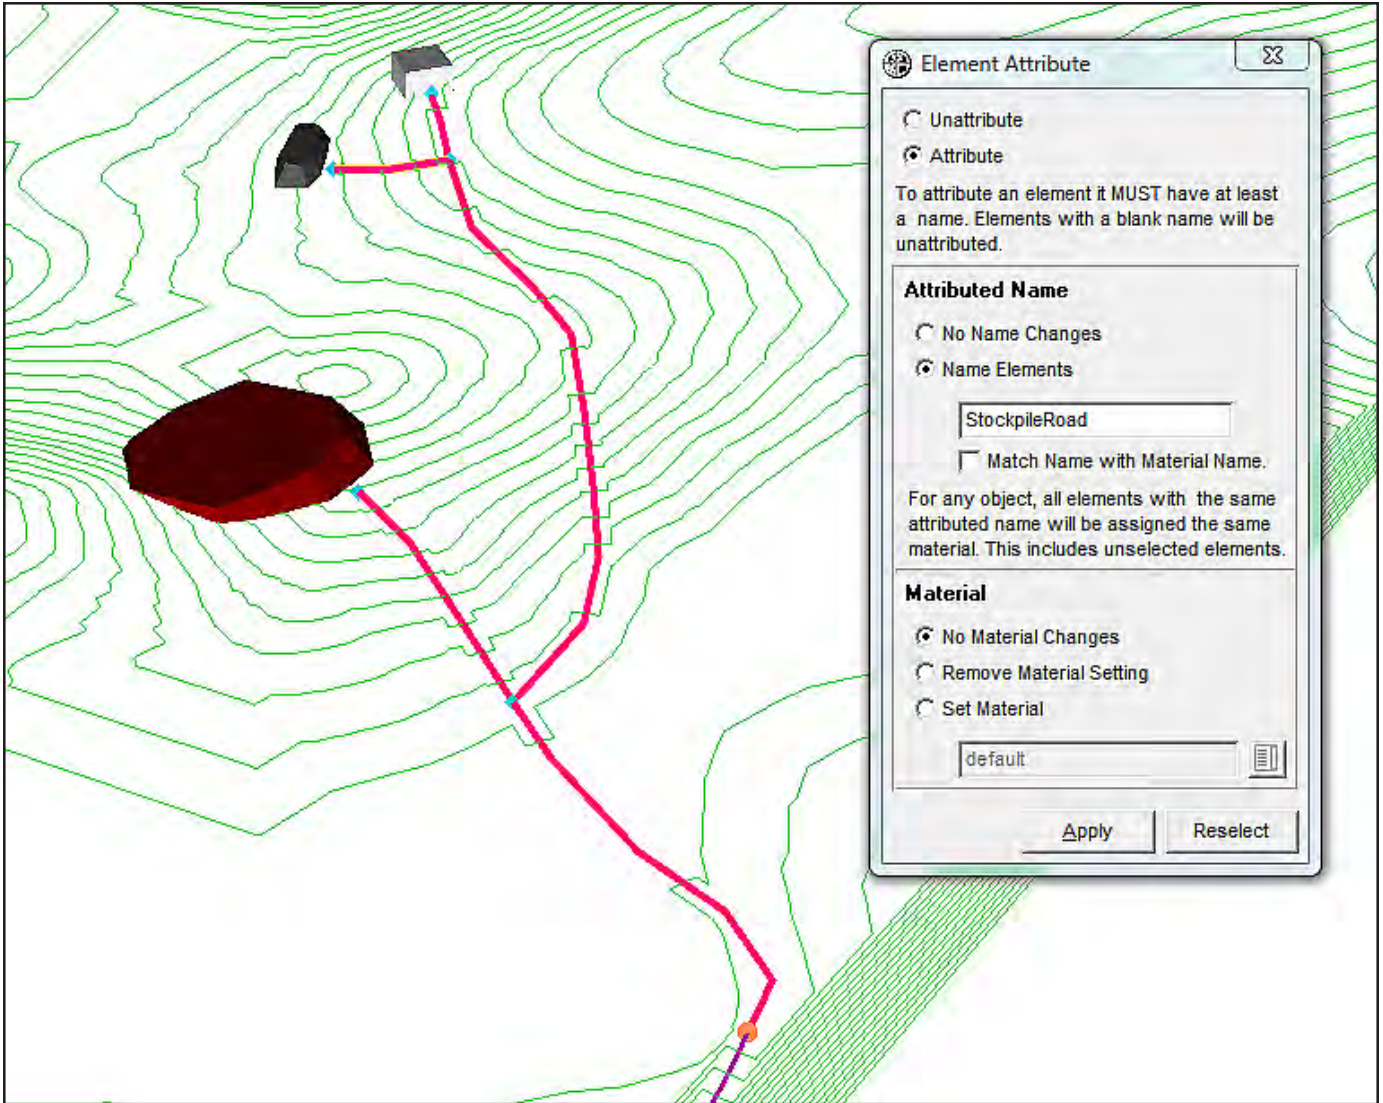 Element Attribute
Unattribute
Attribute
To attribute an element it MUST have at least
a name. Elements with a blank name will be
unattributed.
Attributed Name
No Name Changes
Name Elements
StockpileRoad
Match Name with Material Name.
For any object, all elements with the same
attributed name will be assigned the same
material. This includes unselected elements.
Material
No Material Changes
Remove Material Setting
Set Material
default
Apply
Reselect